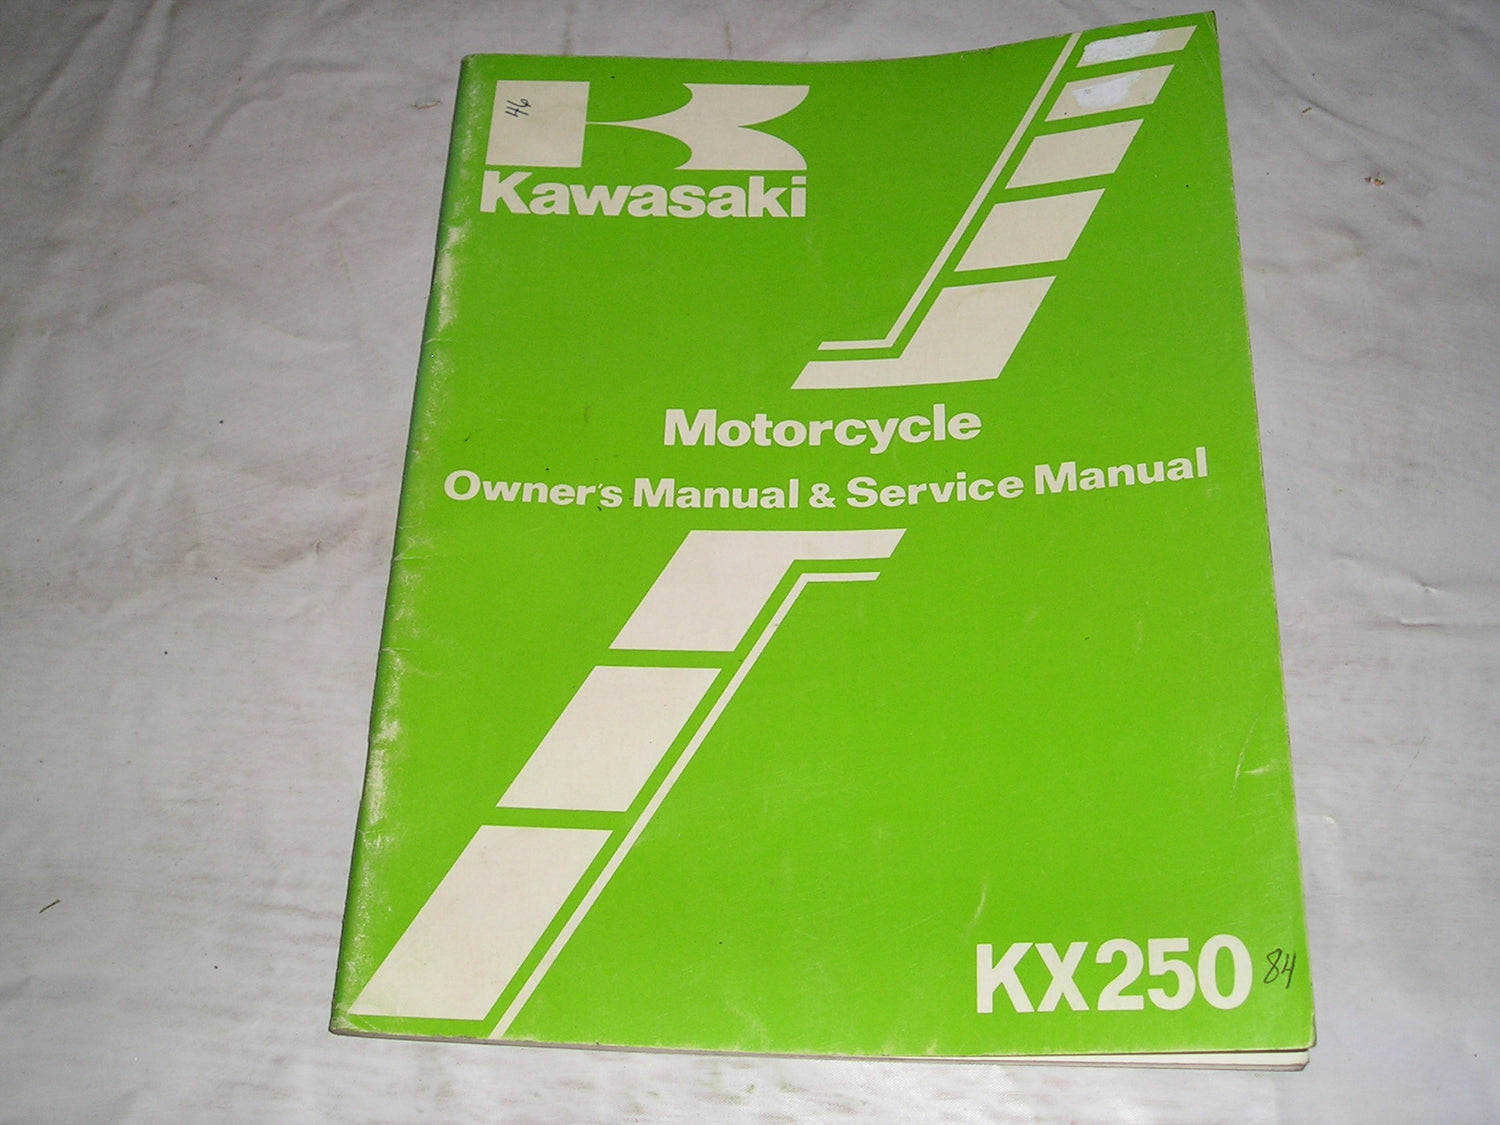 46
Kawasaki
Motorcycle
Owner's Manual & Service Manual
KX250 84